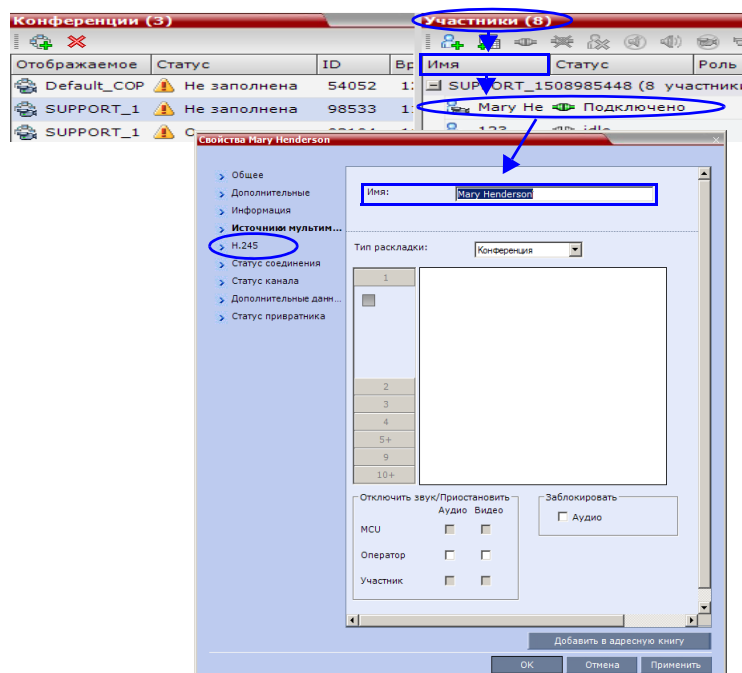 Конференции (3)
Участники (8)
Отображаемое Статус ID
Имя Статус Роль
Default_COP Не заполнена 54052
SUPPORT_1508985448 (8 участники
SUPPORT_1 Не заполнена 98533
Mary He Подключено
SUPPORT_1
123 idle
Свойства Mary Henderson
Общее
Дополнительные
Информация
Источники мультим...
H.245
Статус соединения
Статус канала
Дополнительные данн...
Статус привратника
Имя: Mary Henderson
Тип раскладки: Конференция
1
2
3
4
5+
9
10+
Отключить звук/Приостановить
Аудио Видео
MCU
Оператор
Участник
Заблокировать
Аудио
Добавить в адресную книгу
OK Отмена Применить